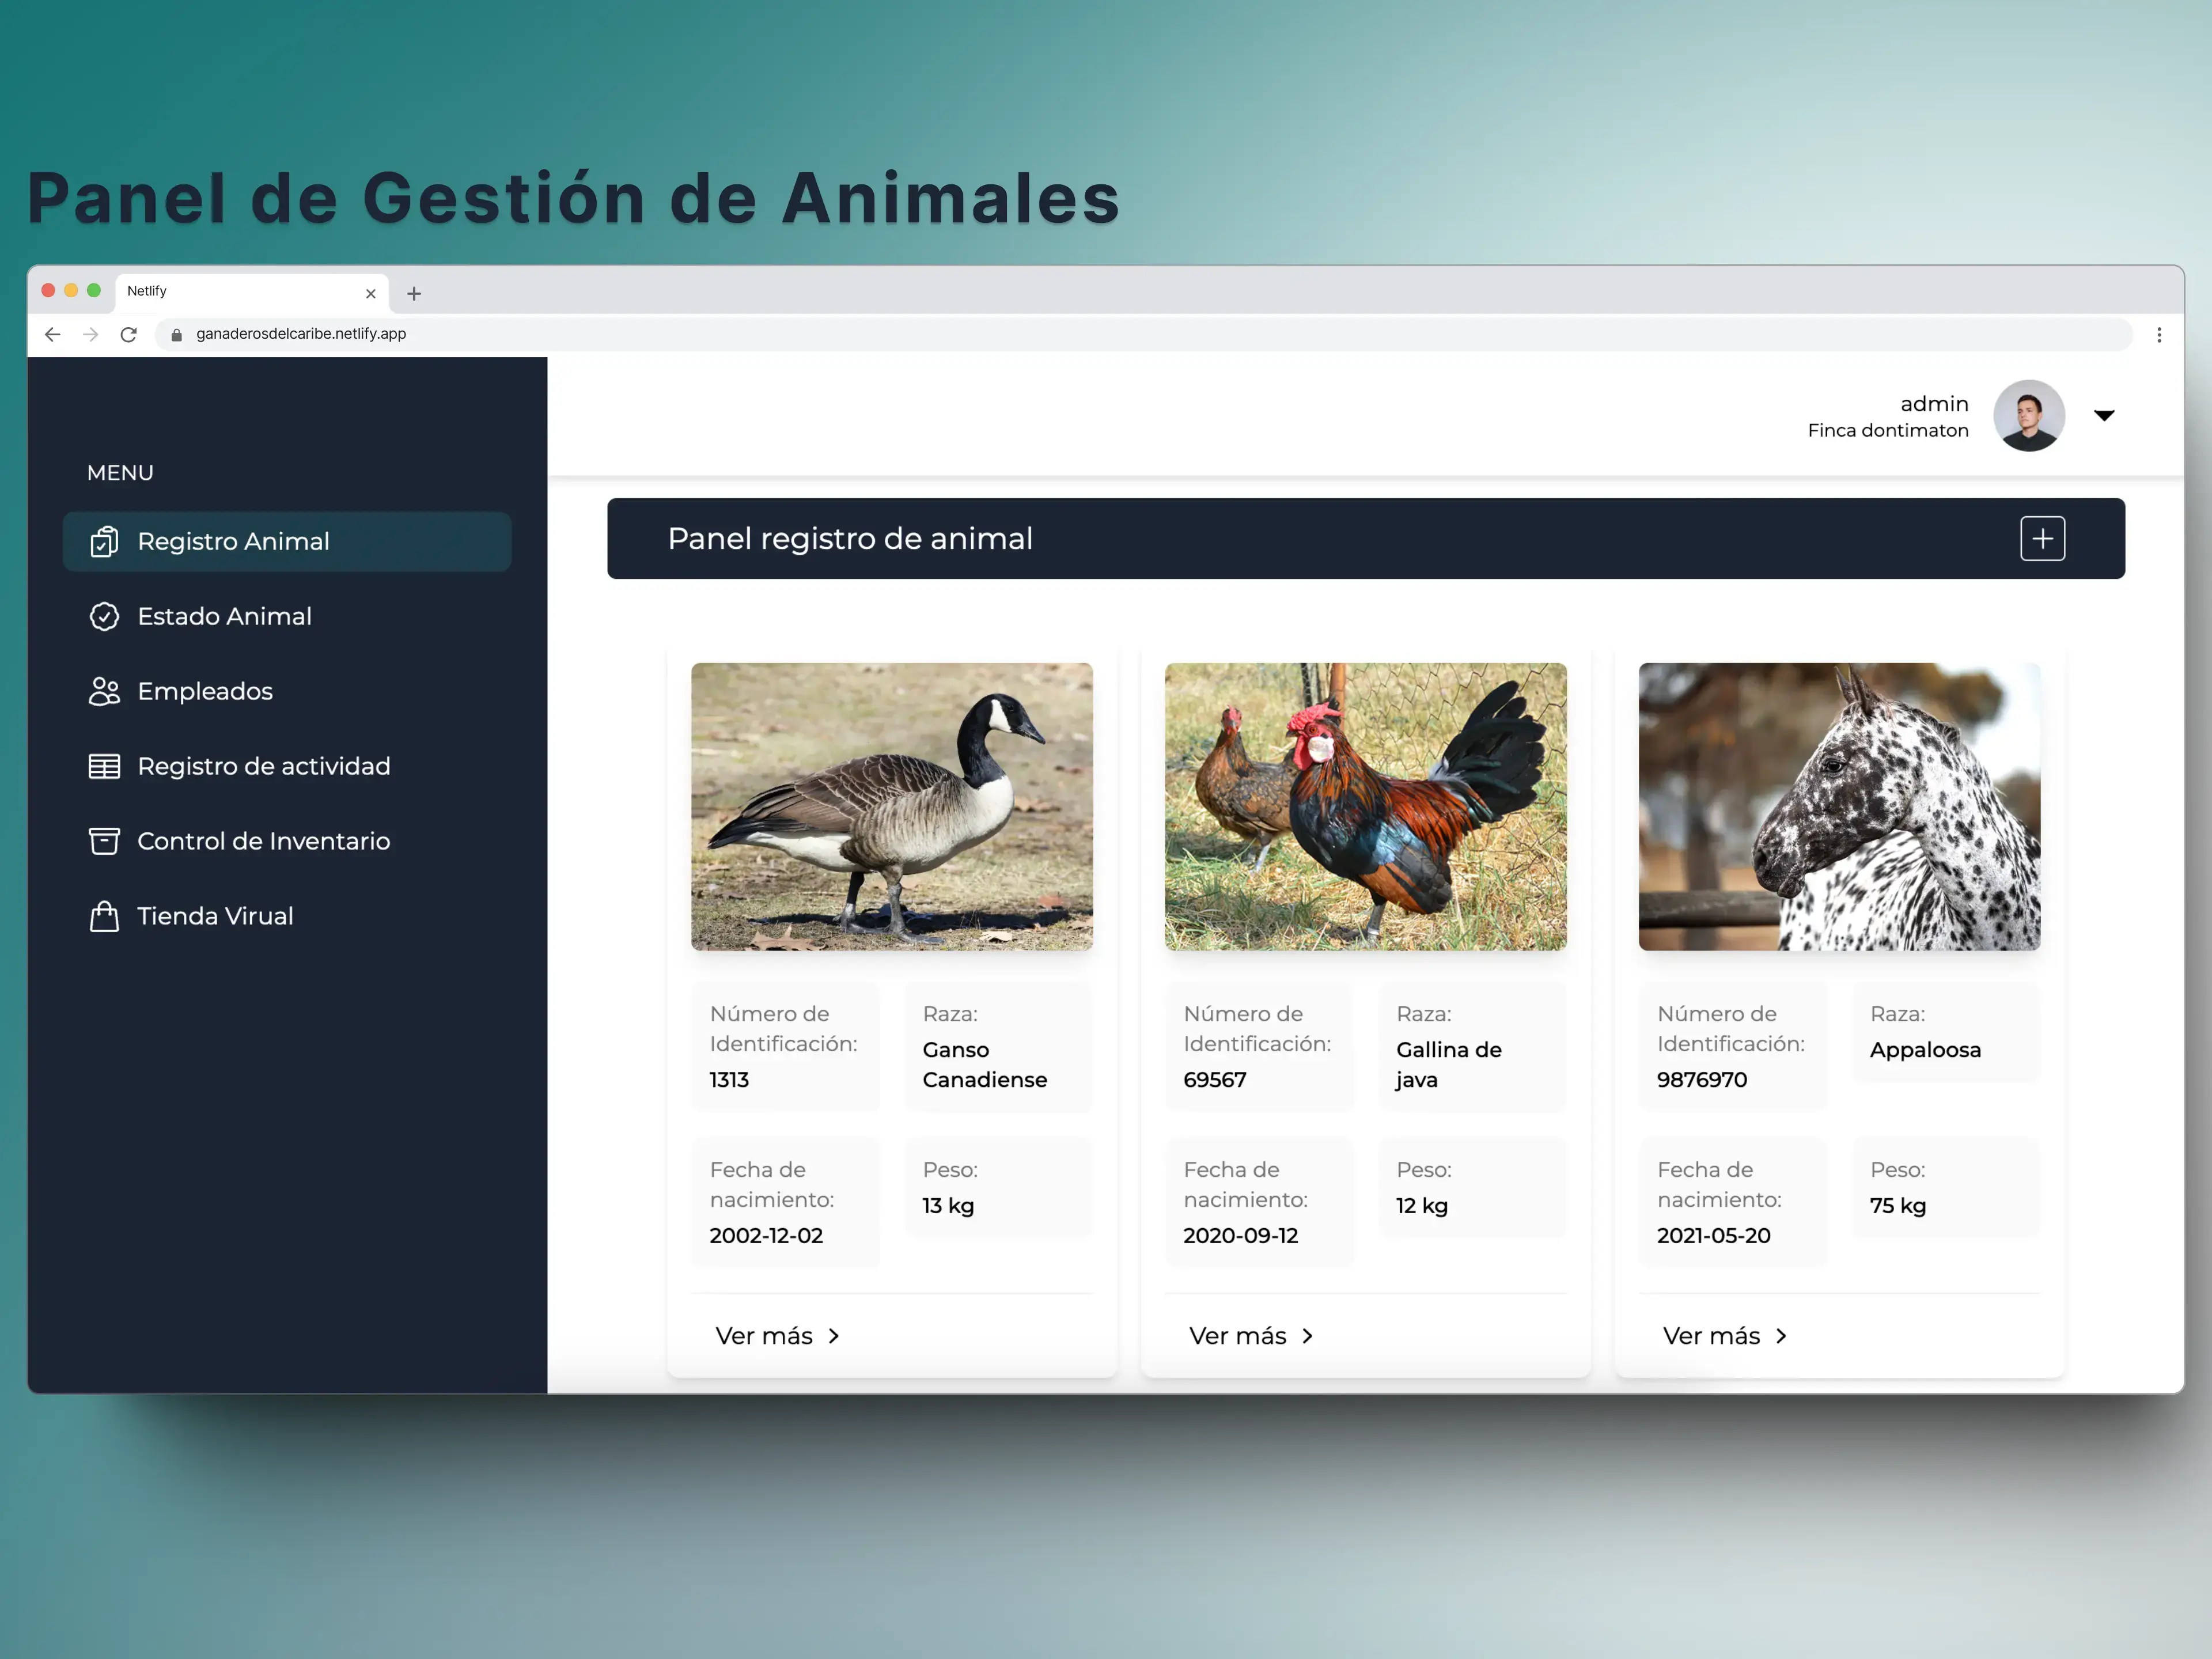 Panel de Gestión de Animales
Netlify
ganaderosdelcaribe.netlify.app
admin
Finca dontimaton
MENU
Registro Animal
Estado Animal
Empleados
Registro de actividad
Control de Inventario
Tienda Virual
Panel registro de animal
Número de
Identificación:
1313
Raza:
Ganso
Canadiense
Fecha de
nacimiento:
2002-12-02
Peso:
13 kg
Ver más
Número de
Identificación:
69567
Raza:
Gallina de
java
Fecha de
nacimiento:
2020-09-12
Peso:
12 kg
Ver más
Número de
Identificación:
9876970
Raza:
Appaloosa
Fecha de
nacimiento:
2021-05-20
Peso:
75 kg
Ver más